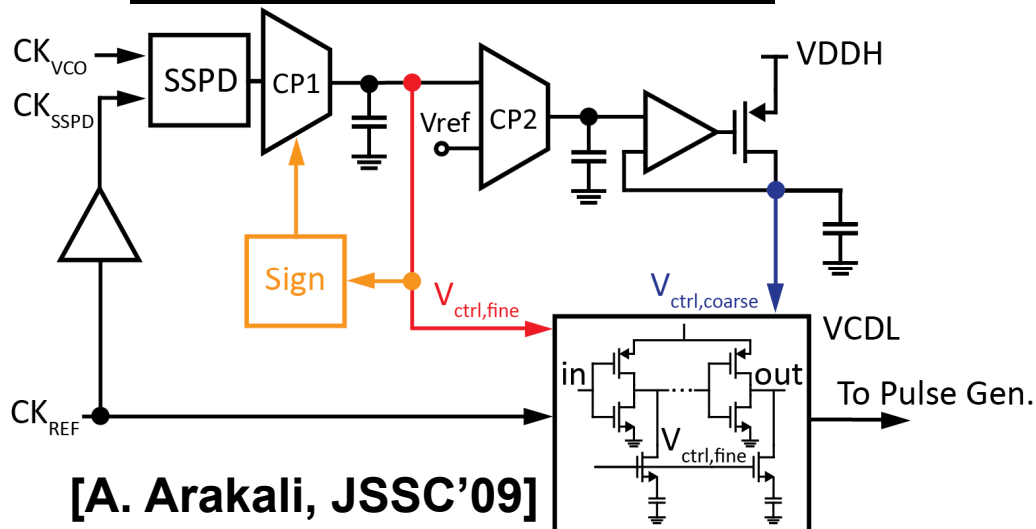 CK_VCO
SSPD
CP1
VDDH
CK_SSPD
Vref
CP2
Sign
V_ctrl,fine
V_ctrl,coarse
VCDL
in
out
To Pulse Gen.
CK_REF
V_ctrl,fine
[A. Arakali, JSSC'09]